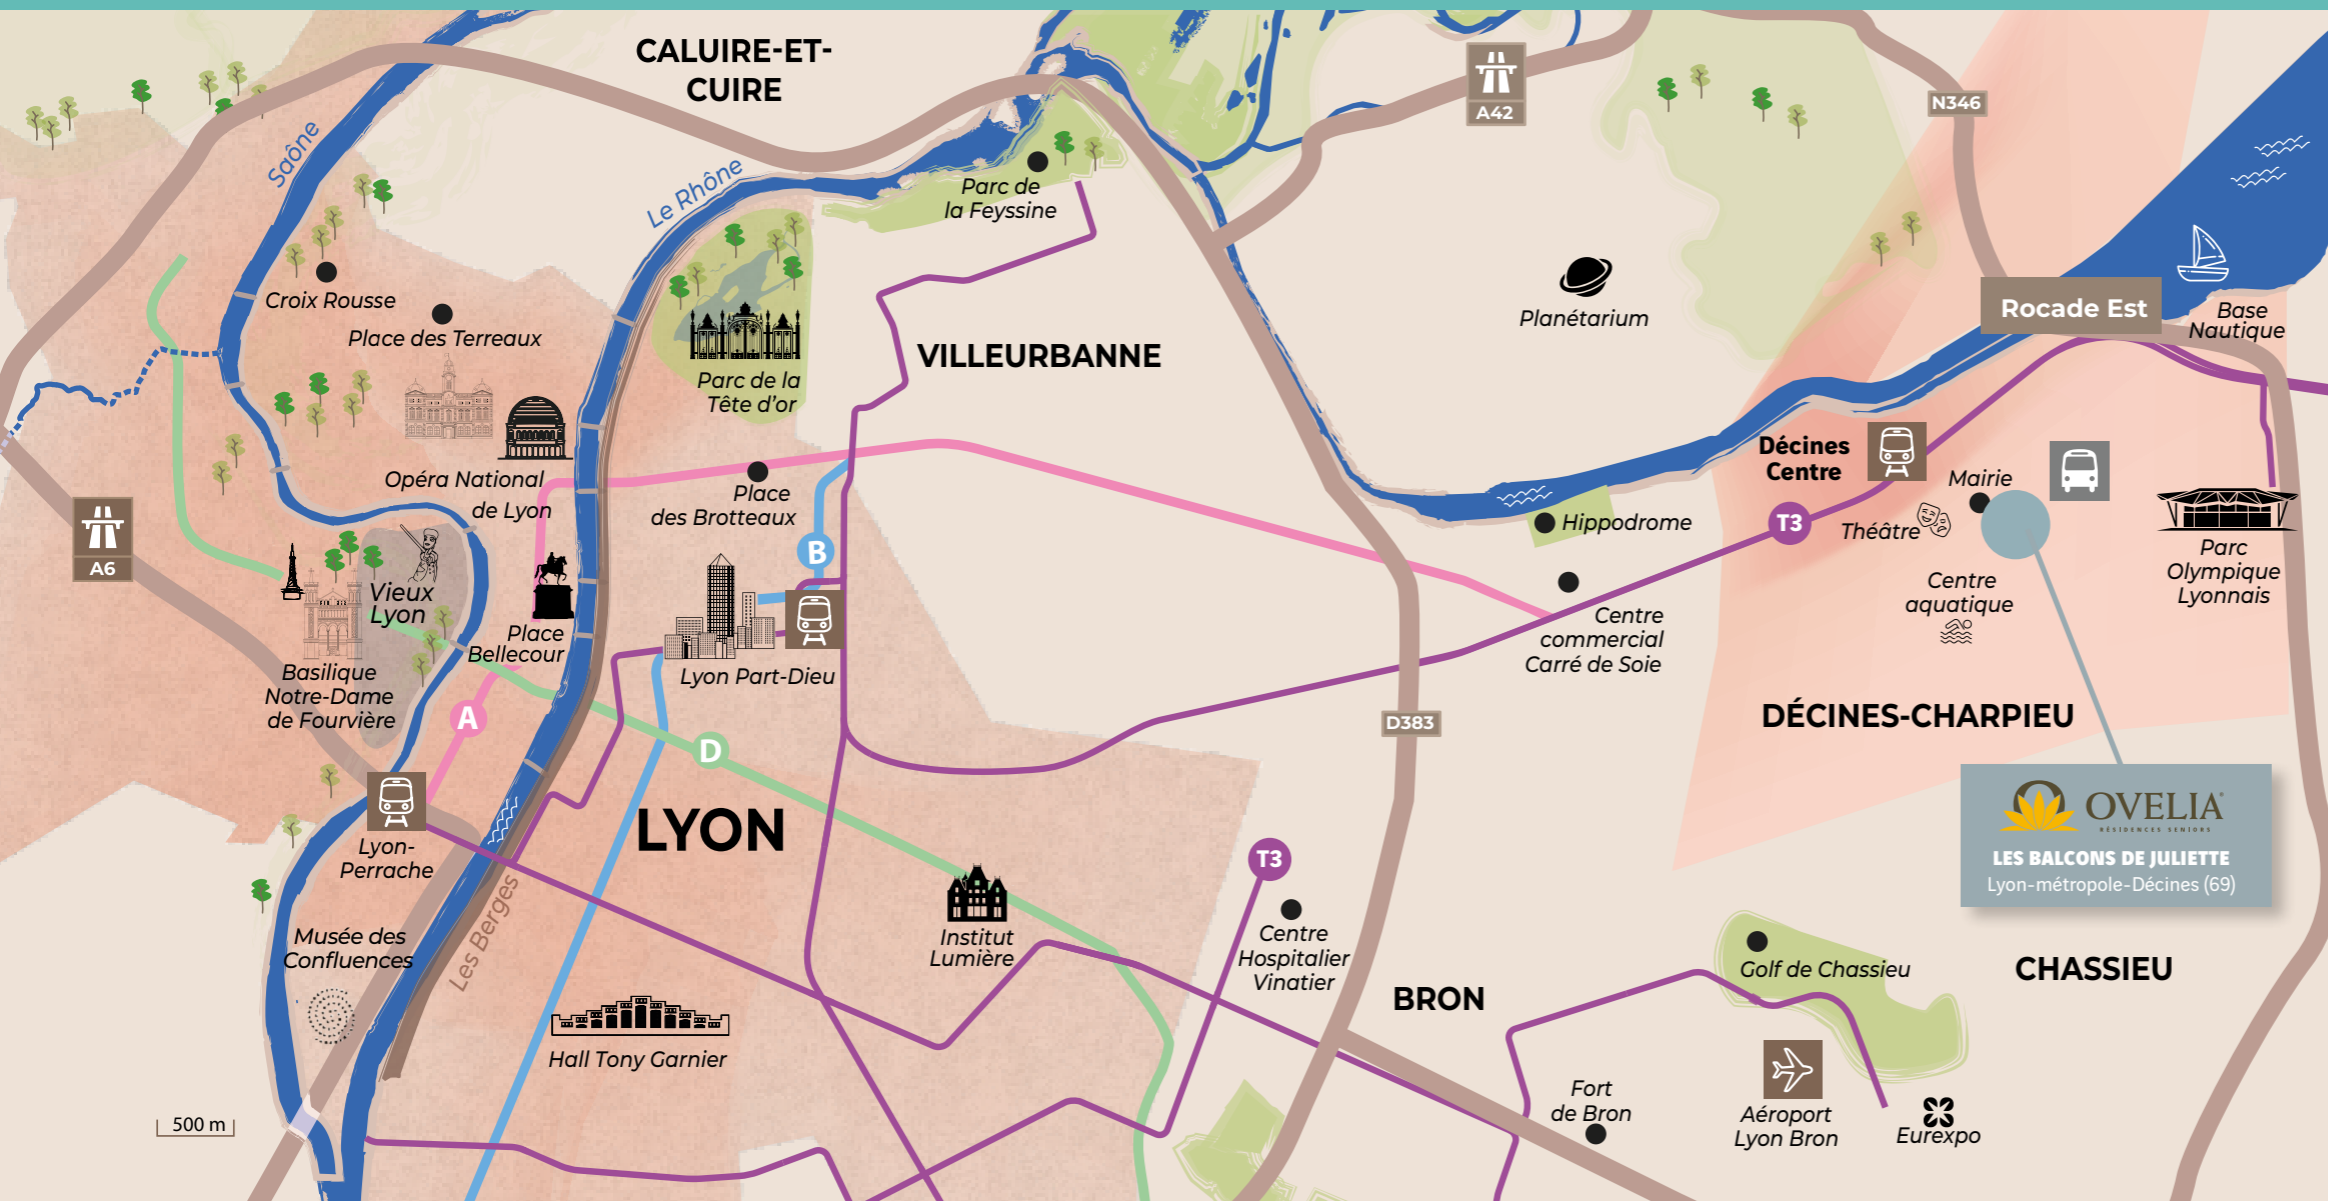 CALUIRE-ET-
CUIRE
A42
N346
Saône
Le Rhône
Parc de
la Feyssine
Croix Rousse
Place des Terreaux
Planétarium
Rocade Est
Base
Nautique
VILLEURBANNE
Parc de la
Tête d'or
Décines
Centre
Opéra National
de Lyon
Place
des Brotteaux
Mairie
T3
Hippodrome
Théâtre
A6
B
Parc
Olympique
Lyonnais
Vieux
Lyon
Centre
aquatique
Place
Bellecour
Centre
commercial
Carré de Soie
Basilique
Notre-Dame
de Fourvière
Lyon Part-Dieu
A
D
D383
DÉCINES-CHARPIEU
LYON
OVELIA
RÉSIDENCES SENIORS
LES BALCONS DE JULIETTE
Lyon-métropole-Décines (69)
Lyon-
Perrache
T3
Les Berges
Musée des
Confluences
Institut
Lumière
Centre
Hospitalier
Vinatier
BRON
Golf de Chassieu
CHASSIEU
Hall Tony Garnier
500 m
Fort
de Bron
Aéroport
Lyon Bron
Eurexpo